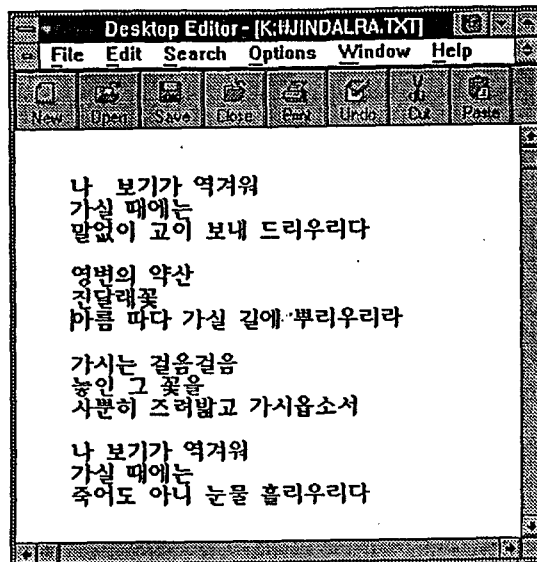 Desktop Editor - [K:\JINDALRA.TXT]
File Edit Search Options Window Help
New Open Save Close Print Undo Cut Paste
나 보기가 역겨워
가실 때에는
말없이 고이 보내 드리우리다
영변의 약산
진달래꽃
아름 따다 가실 길에 뿌리우리라
가시는 걸음걸음
놓인 그 꽃을
사뿐히 즈려밟고 가시옵소서
나 보기가 역겨워
가실 때에는
죽어도 아니 눈물 흘리우리다